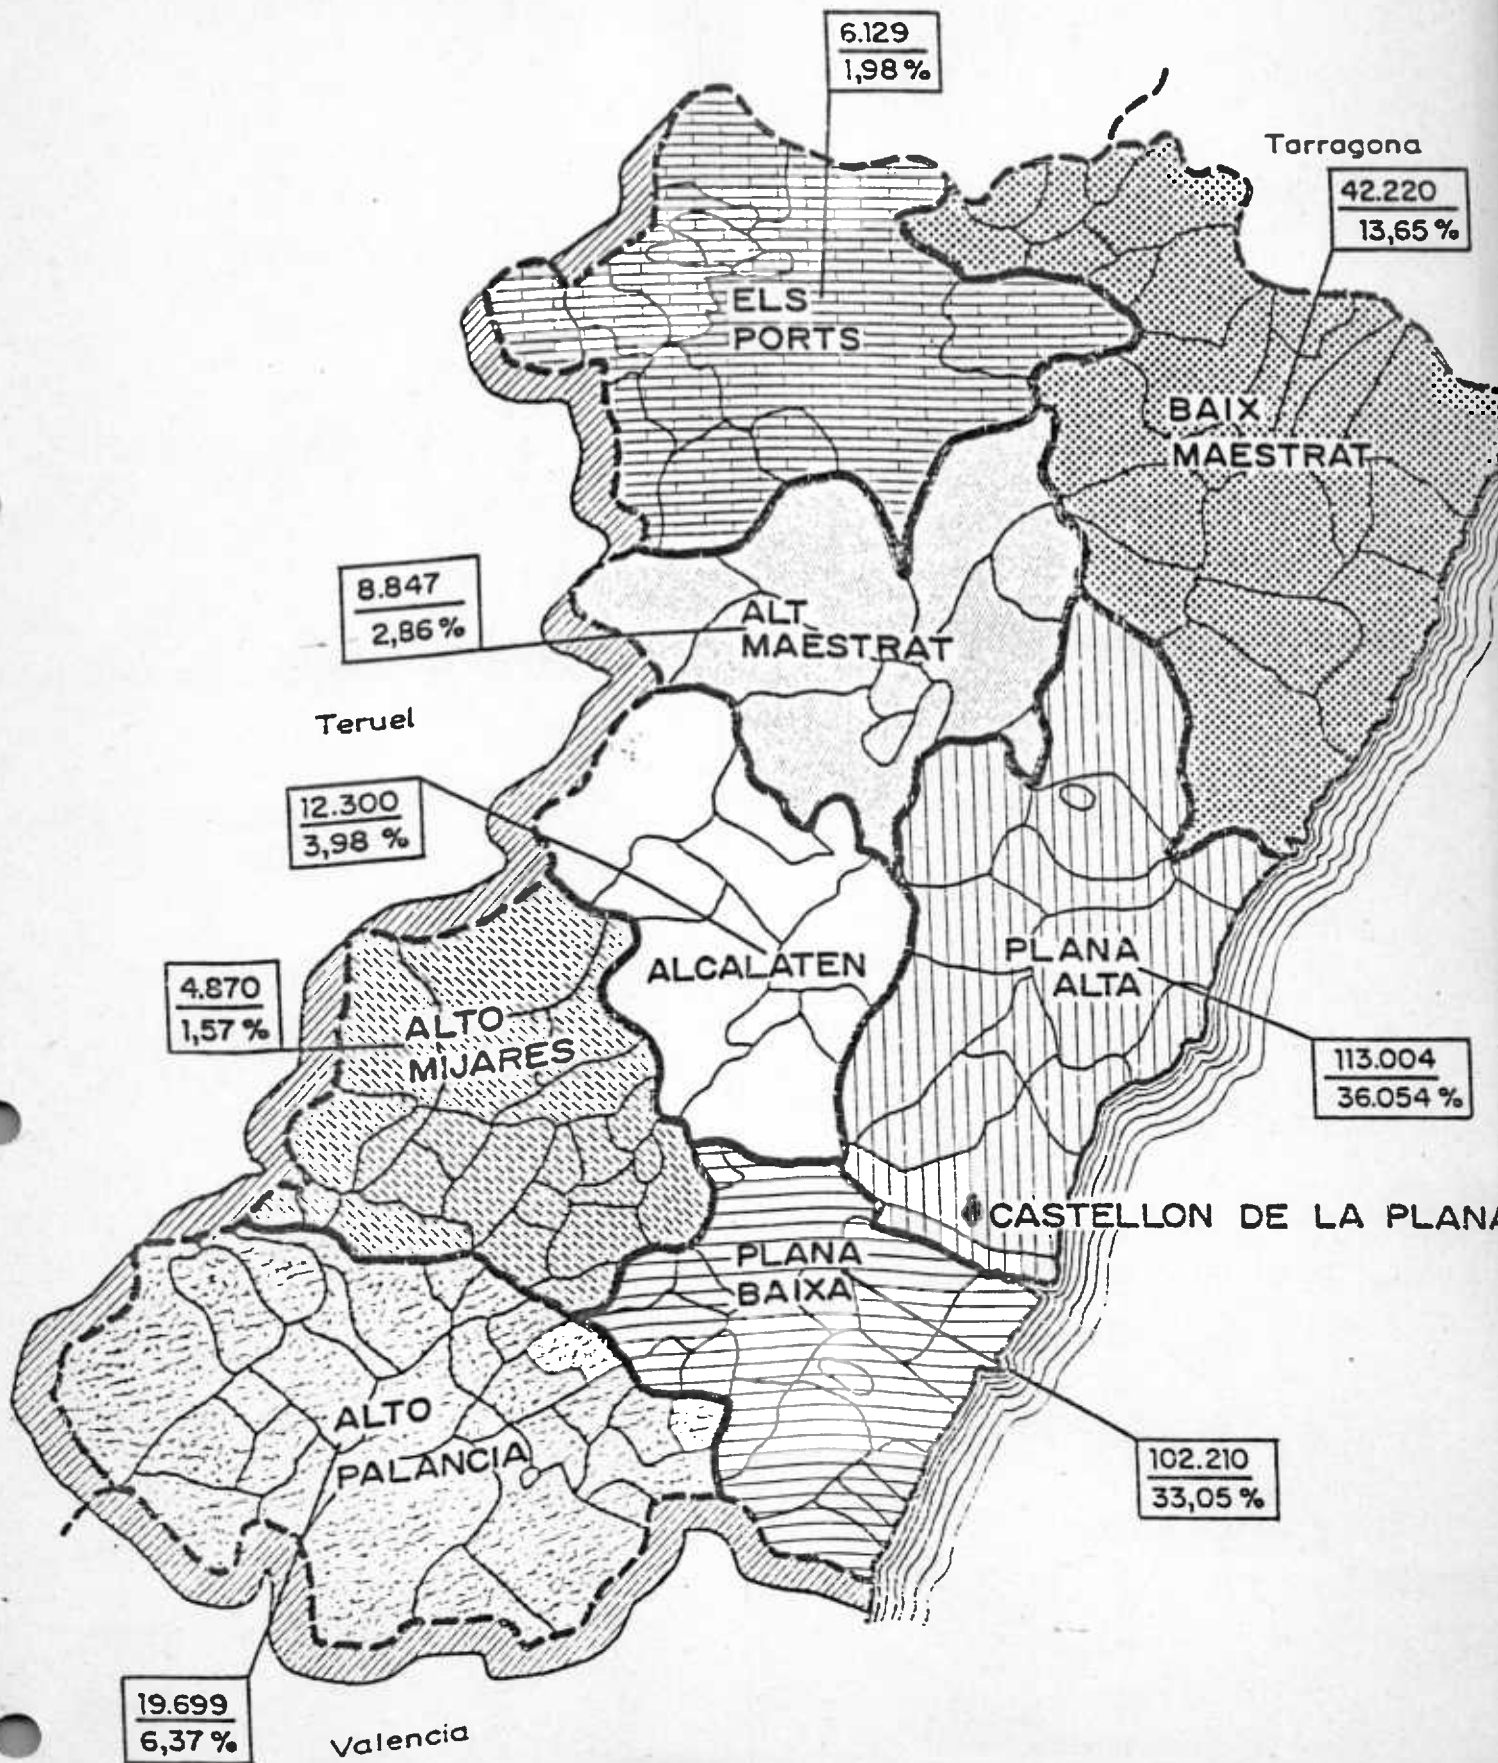 6.129
1,98 %
Tarragona
42.220
13,65 %
ELS
PORTS
BAIX
MAESTRAT
8.847
2,86 %
ALT
MAESTRAT
Teruel
12.300
3,98 %
ALCALATEN
PLANA
ALTA
4.870
1,57 %
ALTO
MIJARES
113.004
36.054 %
CASTELLON DE LA PLANA
PLANA
BAIXA
ALTO
PALANCIA
102.210
33,05 %
19.699
6,37 %
Valencia